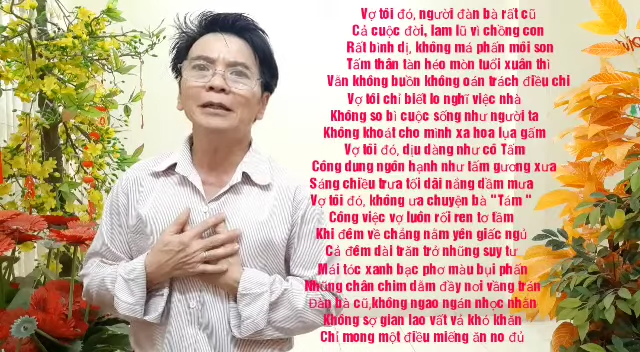 Vợ tôi đó, người đàn bà rất cũ
Cả cuộc đời, lam lũ vì chồng con
Rất bình dị, không má phấn môi son
Tấm thân tàn héo mòn tuổi xuân thì
Vẫn không buồn không oán trách điều chi
Vợ tôi chỉ biết lo nghĩ việc nhà
Không so bì cuộc sống như người ta
Không khoát cho mình xa hoa lụa gấm
Vợ tôi đó, dịu dàng như cô Tấm
Công dung ngôn hạnh như tấm gương xưa
Sáng chiều trưa tối dãi nắng dầm mưa
Vợ tôi đó, không ưa chuyện bà "Tám "
Công việc vợ luôn rối ren tơ tằm
Khi đêm về chẳng nằm yên giấc ngủ
Cả đêm dài trăn trở những suy tư
Mái tóc xanh bạc phơ màu bụi phấn
Những chân chim dăm đầy nơi vầng trán
Đàn bà cũ,không ngao ngán nhọc nhằn
Không sợ gian lao vất vả khó khăn
Chỉ mong một điều miếng ăn no đủ